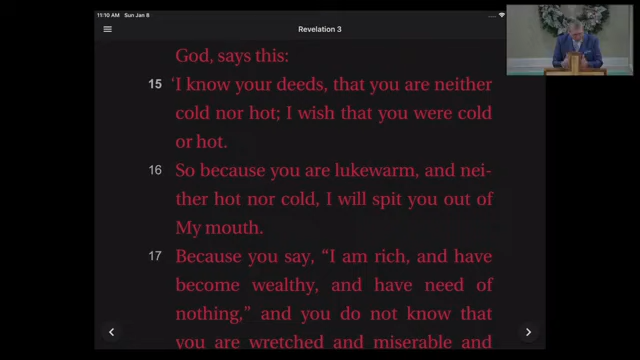 11:10 AM Sun Jan 8
Revelation 3
God, says this:
15 ‘I know your deeds, that you are neither
cold nor hot; I wish that you were cold
or hot.
16 So because you are lukewarm, and nei-
ther hot nor cold, I will spit you out of
My mouth.
17 Because you say, “I am rich, and have
become wealthy, and have need of
nothing,” and you do not know that
you are wretched and miserable and